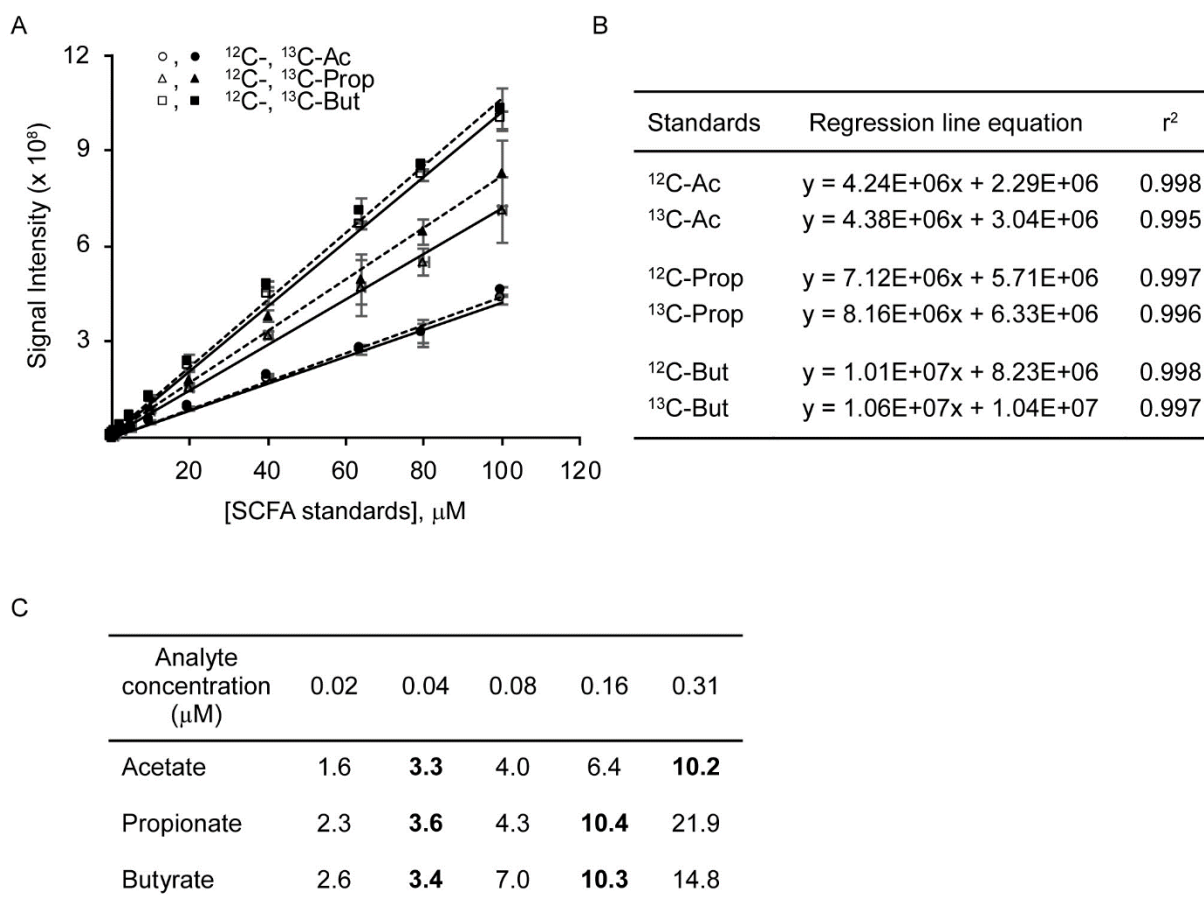 A
12
9
6
3
Signal Intensity (x 10⁸)
○, ● ¹²C-, ¹³C-Ac
△, ▲ ¹²C-, ¹³C-Prop
□, ■ ¹²C-, ¹³C-But
20 40 60 80 100 120
[SCFA standards], μM
B
Standards Regression line equation r²
¹²C-Ac y = 4.24E+06x + 2.29E+06 0.998
¹³C-Ac y = 4.38E+06x + 3.04E+06 0.995
¹²C-Prop y = 7.12E+06x + 5.71E+06 0.997
¹³C-Prop y = 8.16E+06x + 6.33E+06 0.996
¹²C-But y = 1.01E+07x + 8.23E+06 0.998
¹³C-But y = 1.06E+07x + 1.04E+07 0.997
C
Analyte
concentration 0.02 0.04 0.08 0.16 0.31
(μM)
Acetate 1.6 3.3 4.0 6.4 10.2
Propionate 2.3 3.6 4.3 10.4 21.9
Butyrate 2.6 3.4 7.0 10.3 14.8